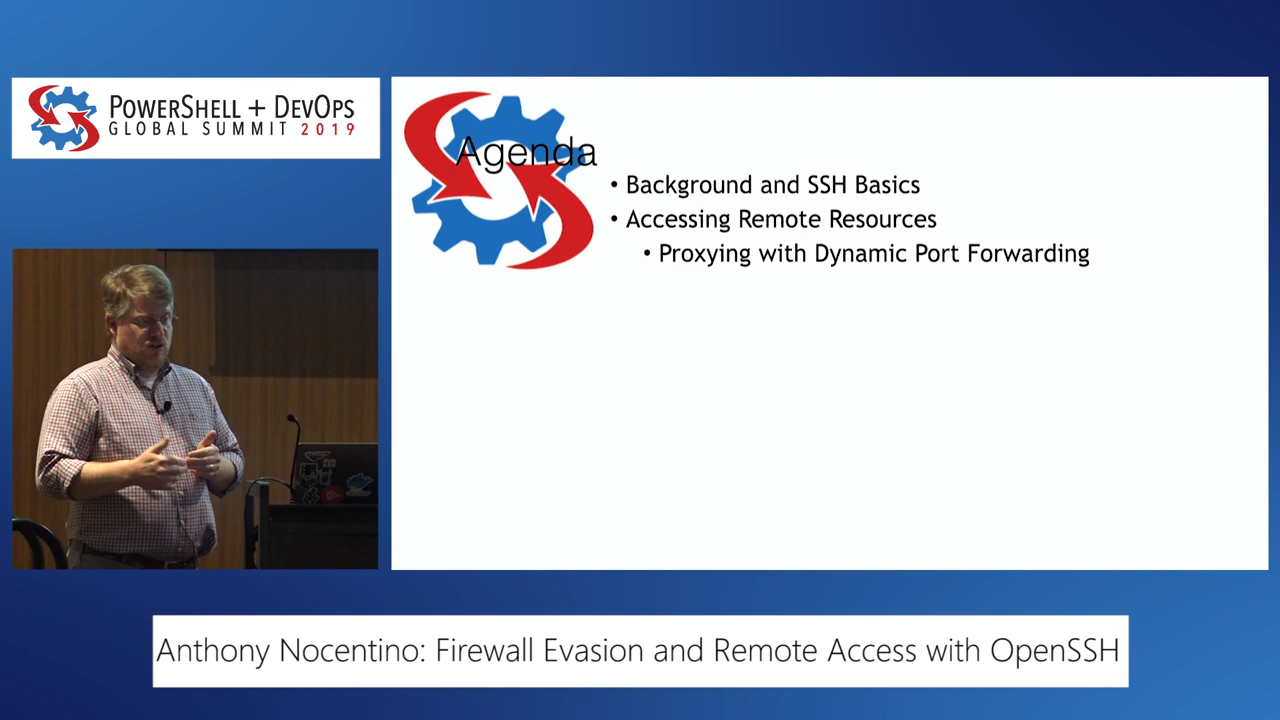 POWERSHELL + DEVOPS
GLOBAL SUMMIT 2019
Agenda
• Background and SSH Basics
• Accessing Remote Resources
• Proxying with Dynamic Port Forwarding
Anthony Nocentino: Firewall Evasion and Remote Access with OpenSSH